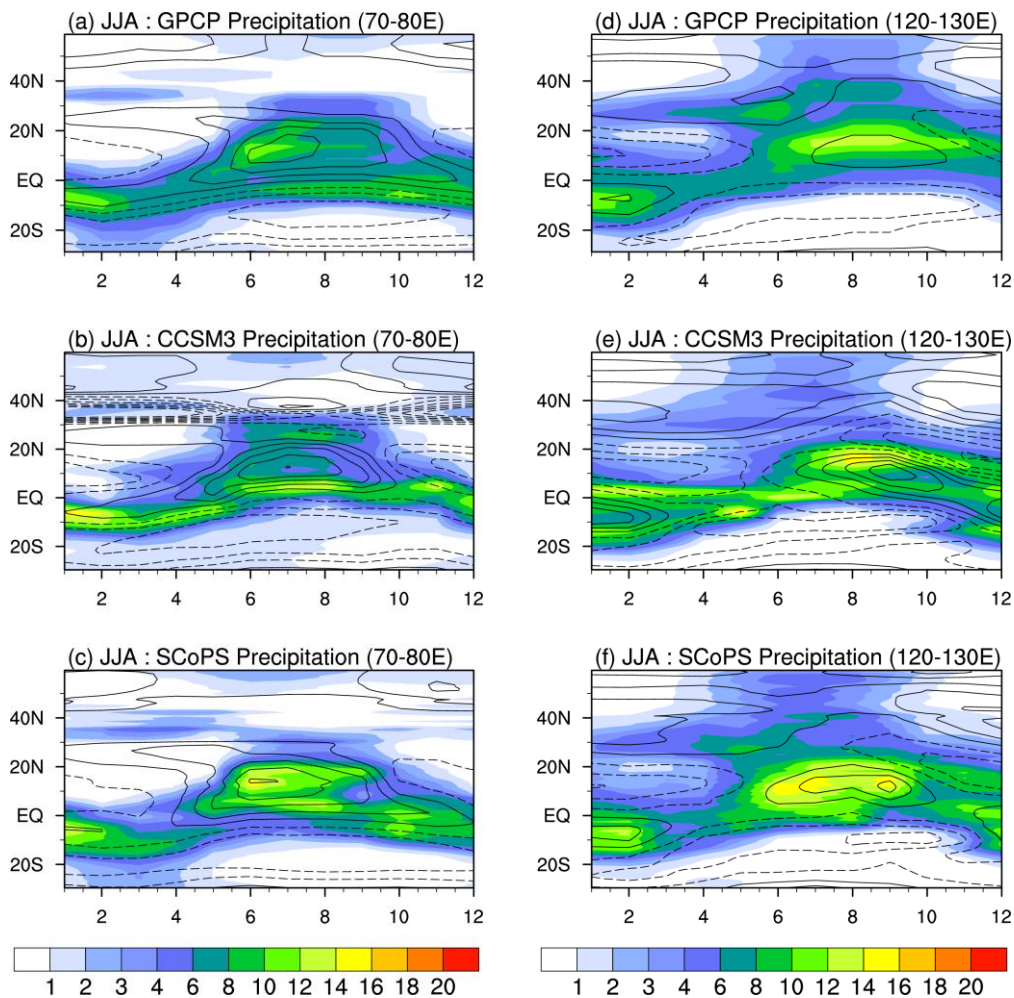 (a) JJA : GPCP Precipitation (70-80E)
40N
20N
EQ
20S
2 4 6 8 10 12
(d) JJA : GPCP Precipitation (120-130E)
40N
20N
EQ
20S
2 4 6 8 10 12
(b) JJA : CCSM3 Precipitation (70-80E)
40N
20N
EQ
20S
2 4 6 8 10 12
(e) JJA : CCSM3 Precipitation (120-130E)
40N
20N
EQ
20S
2 4 6 8 10 12
(c) JJA : SCoPS Precipitation (70-80E)
40N
20N
EQ
20S
2 4 6 8 10 12
(f) JJA : SCoPS Precipitation (120-130E)
40N
20N
EQ
20S
2 4 6 8 10 12
1 2 3 4 6 8 10 12 14 16 18 20
1 2 3 4 6 8 10 12 14 16 18 20